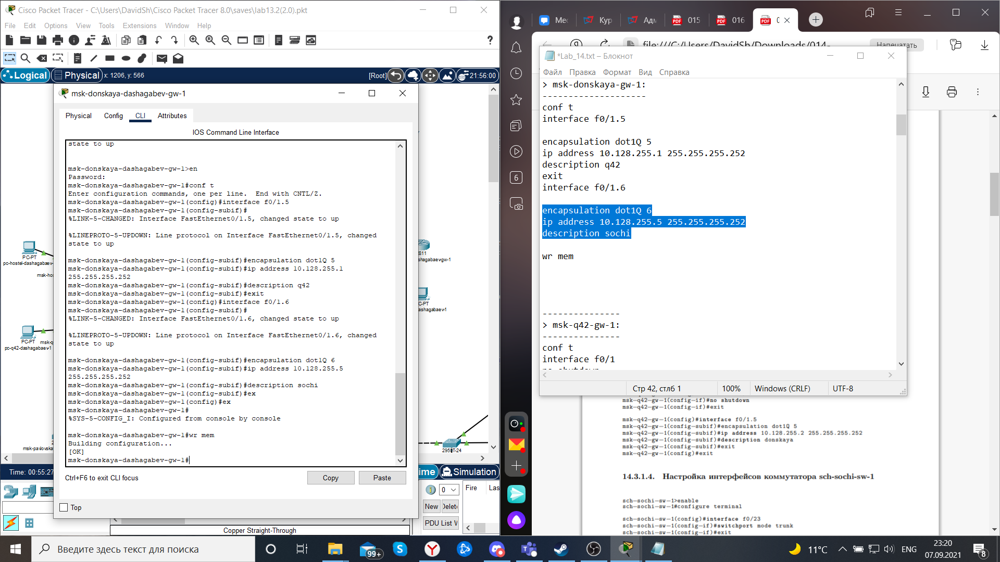 Cisco Packet Tracer - C:\Users\DavidSh\Cisco Packet Tracer 8.0\saves\lab13.2(2.0).pkt
File Edit Options View Tools Extensions Window Help
Logical Physical x: 1206, y: 566
[Root] 21:56:00
msk-donskaya-dashagabev-gw-1
Physical Config CLI Attributes
IOS Command Line Interface
state to up
msk-donskaya-dashagabev-gw-1>en
Password:
msk-donskaya-dashagabev-gw-1#conf t
Enter configuration commands, one per line.  End with CNTL/Z.
msk-donskaya-dashagabev-gw-1(config)#interface f0/1.5
msk-donskaya-dashagabev-gw-1(config-subif)#
%LINK-5-CHANGED: Interface FastEthernet0/1.5, changed state to up
%LINEPROTO-5-UPDOWN: Line protocol on Interface FastEthernet0/1.5, changed
state to up
msk-donskaya-dashagabev-gw-1(config-subif)#encapsulation dot1Q 5
msk-donskaya-dashagabev-gw-1(config-subif)#ip address 10.128.255.1
255.255.255.252
msk-donskaya-dashagabev-gw-1(config-subif)#description q42
msk-donskaya-dashagabev-gw-1(config-subif)#exit
msk-donskaya-dashagabev-gw-1(config)#interface f0/1.6
msk-donskaya-dashagabev-gw-1(config-subif)#
%LINK-5-CHANGED: Interface FastEthernet0/1.6, changed state to up
%LINEPROTO-5-UPDOWN: Line protocol on Interface FastEthernet0/1.6, changed
state to up
msk-donskaya-dashagabev-gw-1(config-subif)#encapsulation dot1Q 6
msk-donskaya-dashagabev-gw-1(config-subif)#ip address 10.128.255.5
255.255.255.252
msk-donskaya-dashagabev-gw-1(config-subif)#description sochi
msk-donskaya-dashagabev-gw-1(config-subif)#ex
msk-donskaya-dashagabev-gw-1(config)#ex
msk-donskaya-dashagabev-gw-1#
%SYS-5-CONFIG_I: Configured from console by console
msk-donskaya-dashagabev-gw-1#wr mem
Building configuration...
[OK]
msk-donskaya-dashagabev-gw-1#
Ctrl+F6 to exit CLI focus
Copy Paste
Top
PC-PT
pc-hostel-dashagabaev-
msk-ho
PC-PT msk-q
pc-q42-dashagabaev-1
msk-pavlovska
811
shagabaev-gw-1
C-PT
ashagabaev-1
2950T-24
Time: 00:55:27
ime Simulation
0
Fire Las
New Delete
PDU List W
Copper Straight-Through
Мес Кур Адм 015 016 0
file:///C:/Users/DavidSh/Downloads/014-
Напечатать
6
*Lab_14.txt – Блокнот
Файл Правка Формат Вид Справка
> msk-donskaya-gw-1:
--------------------
conf t
interface f0/1.5
encapsulation dot1Q 5
ip address 10.128.255.1 255.255.255.252
description q42
exit
interface f0/1.6
encapsulation dot1Q 6
ip address 10.128.255.5 255.255.255.252
description sochi
wr mem
---------------
> msk-q42-gw-1:
---------------
conf t
interface f0/1
no shutdown
Стр 42, стлб 1 100% Windows (CRLF) UTF-8
msk-q42-gw-1(config-if)#no shutdown
msk-q42-gw-1(config-if)#exit
msk-q42-gw-1(config)#interface f0/1.5
msk-q42-gw-1(config-subif)#encapsulation dot1Q 5
msk-q42-gw-1(config-subif)#ip address 10.128.255.2 255.255.255.252
msk-q42-gw-1(config-subif)#description donskaya
msk-q42-gw-1(config-subif)#exit
msk-q42-gw-1(config)#exit
14.3.1.4. Настройка интерфейсов коммутатора sch-sochi-sw-1
sch-sochi-sw-1>enable
sch-sochi-sw-1#configure terminal
sch-sochi-sw-1(config)#interface f0/23
sch-sochi-sw-1(config-if)#switchport mode trunk
sch-sochi-sw-1(config-if)#exit
Введите здесь текст для поиска
99+
11°C
ENG
23:20
07.09.2021
8